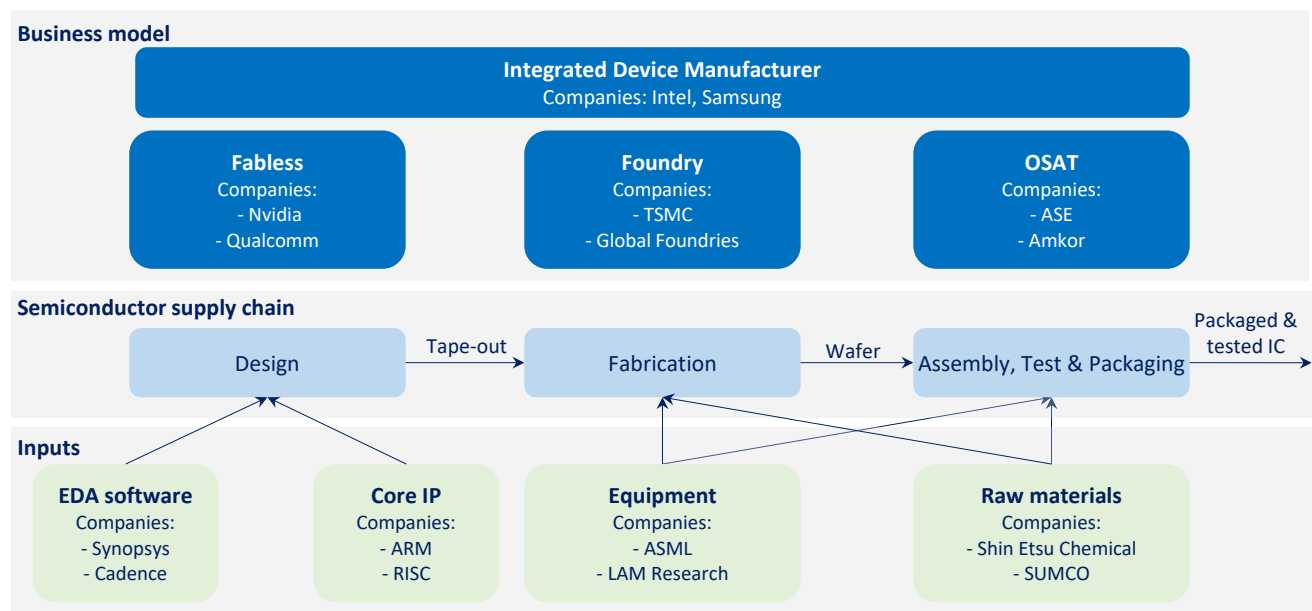 Business model
Integrated Device Manufacturer
Companies: Intel, Samsung
Fabless
Companies:
- Nvidia
- Qualcomm
Foundry
Companies:
- TSMC
- Global Foundries
OSAT
Companies:
- ASE
- Amkor
Semiconductor supply chain
Design
Tape-out
Fabrication
Wafer
Assembly, Test & Packaging
Packaged &
tested IC
Inputs
EDA software
Companies:
- Synopsys
- Cadence
Core IP
Companies:
- ARM
- RISC
Equipment
Companies:
- ASML
- LAM Research
Raw materials
Companies:
- Shin Etsu Chemical
- SUMCO